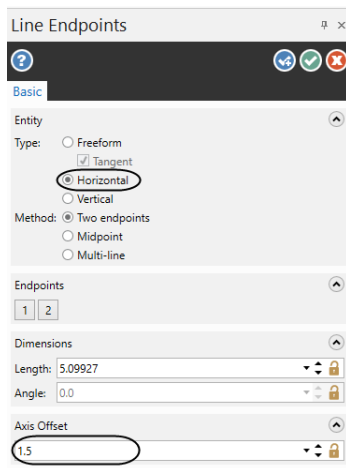 Line Endpoints
?
Basic
Entity
Type: Freeform
Tangent
Horizontal
Vertical
Method: Two endpoints
Midpoint
Multi-line
Endpoints
1 2
Dimensions
Length: 5.09927
Angle: 0.0
Axis Offset
1.5